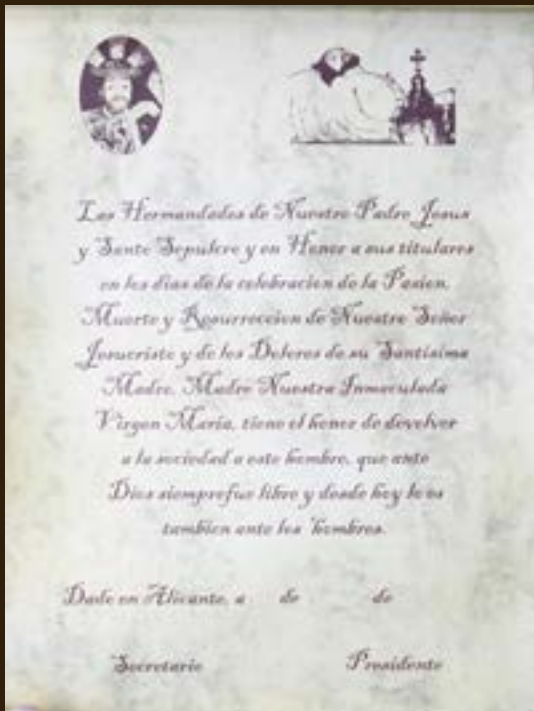 Las Hermandades de Nuestro Padre Jesus
y Santo Sepulcro y en Honor a sus titulares
en los dias de la celebracion de la Pasion,
Muerte y Resurreccion de Nuestro Señor
Jesucristo y de los Dolores de su Santisima
Madre, Madre Nuestra Inmaculada
Virgen Maria, tiene el honor de devolver
a la sociedad a este hombre, que ante
Dios siempre fue libre y desde hoy lo es
tambien ante los hombres.
Dado en Alicante, a de de
Secretario Presidente